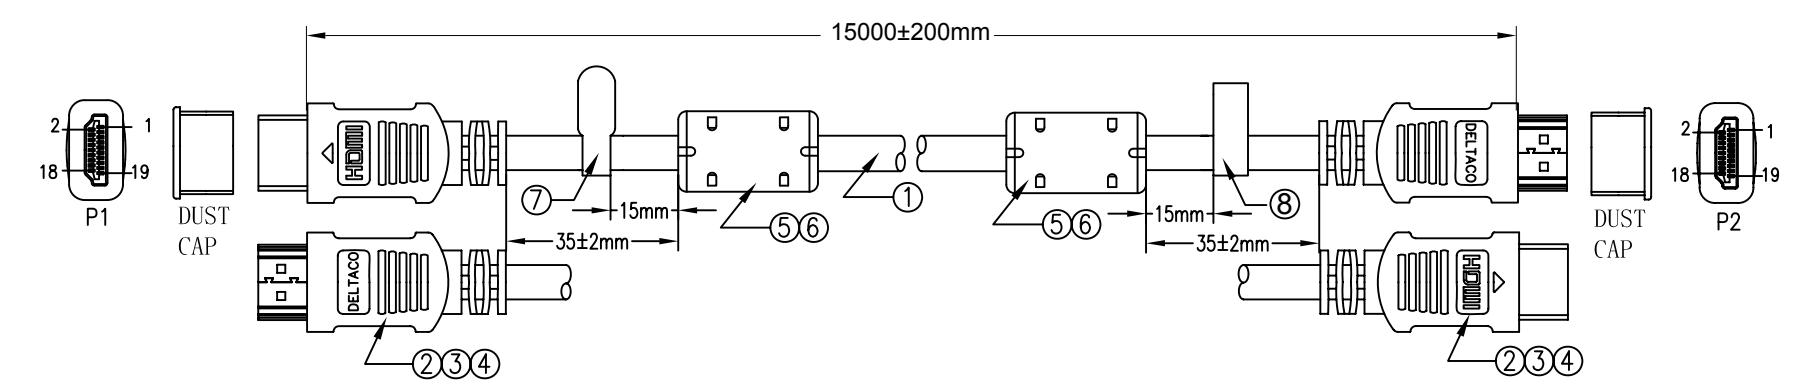 15000±200mm
2 1
18 19
P1
DUST
CAP
HDMI
DELTACO
2 1
18 19
P2
DUST
CAP
⑦ 15mm ⑤⑥ ① ⑤⑥ 15mm ⑧
35±2mm 35±2mm
DELTACO
HDMI
②③④ ②③④